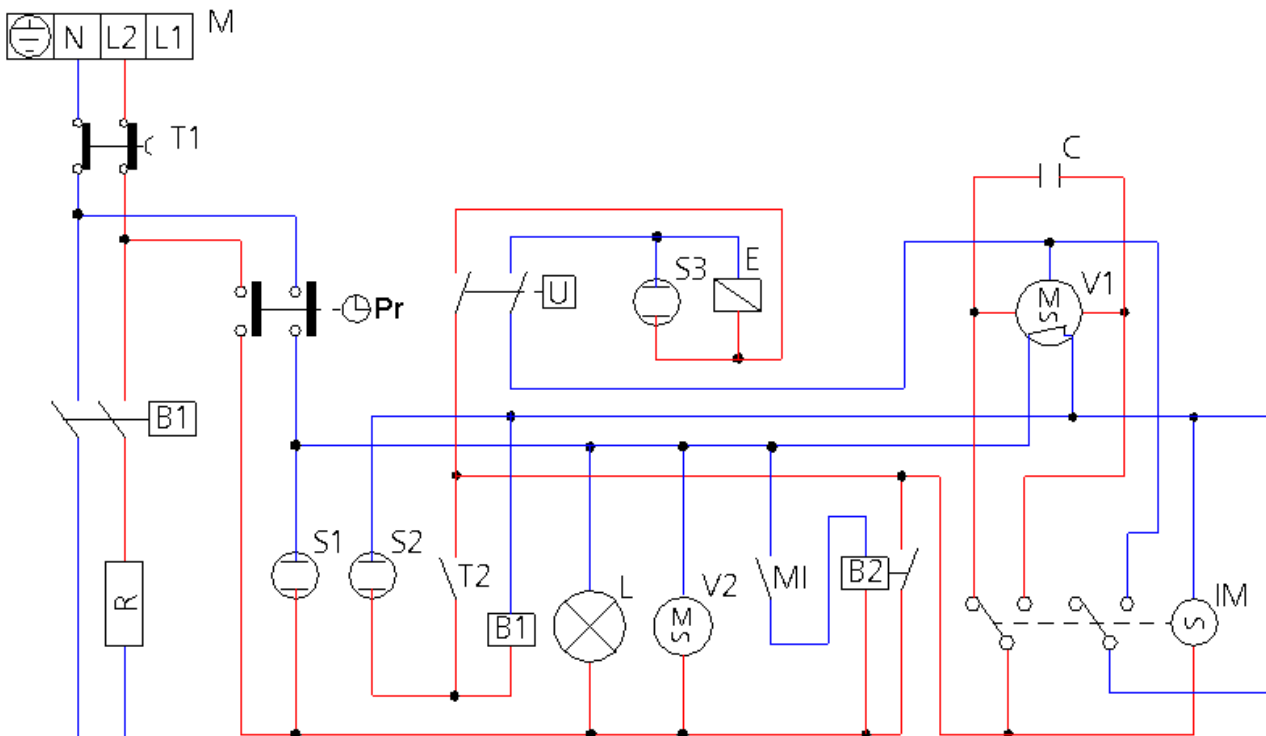 N L2 L1 M
T1
C
S3 E V1
U M S
Pr
B1
S1 S2 T2 MI B2
R B1 L V2 IM
M S S